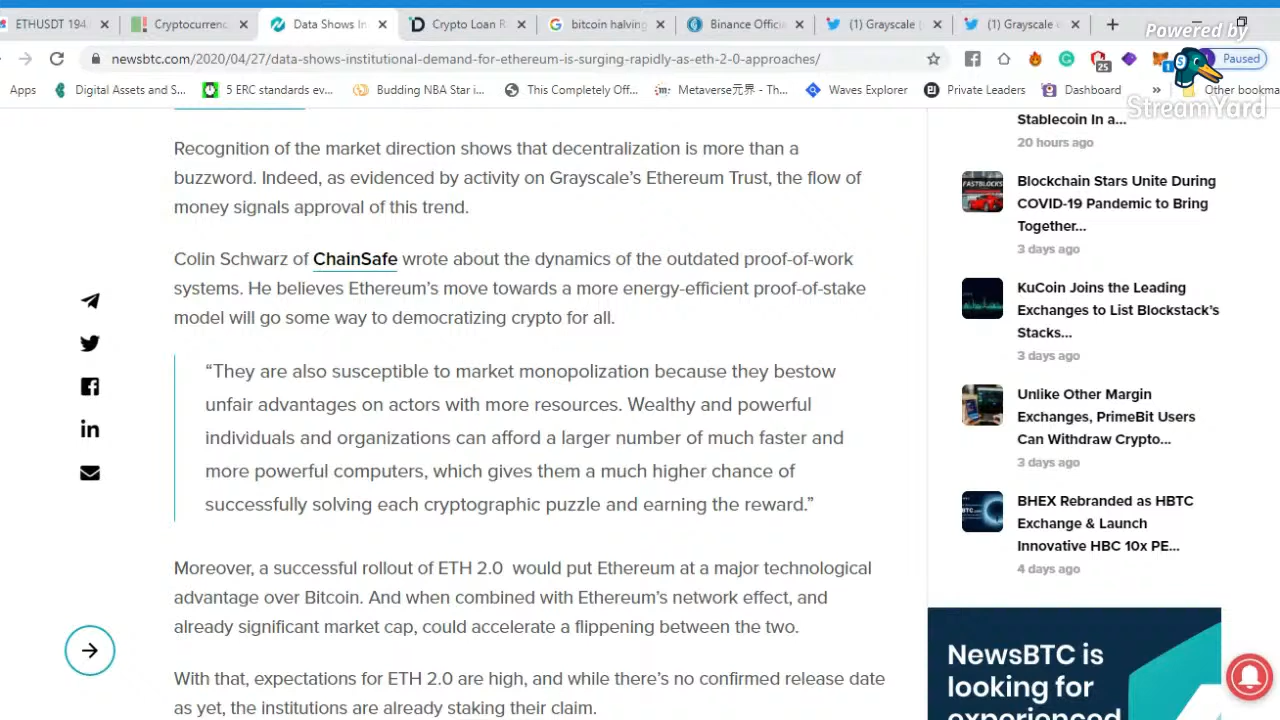 ETHUSDT 194
Cryptocurrenc
Data Shows In
Crypto Loan R
bitcoin halving
Binance Offici
(1) Grayscale
(1) Grayscale
Powered by
newsbtc.com/2020/04/27/data-shows-institutional-demand-for-ethereum-is-surging-rapidly-as-eth-2-0-approaches/
25
1
Paused
Apps
Digital Assets and S...
5 ERC standards ev...
Budding NBA Star i...
This Completely Off...
Metaverse元界 - Th...
Waves Explorer
Private Leaders
Dashboard
»
Other bookma
StreamYard
Recognition of the market direction shows that decentralization is more than a
buzzword. Indeed, as evidenced by activity on Grayscale's Ethereum Trust, the flow of
money signals approval of this trend.
Colin Schwarz of ChainSafe wrote about the dynamics of the outdated proof-of-work
systems. He believes Ethereum's move towards a more energy-efficient proof-of-stake
model will go some way to democratizing crypto for all.
“They are also susceptible to market monopolization because they bestow
unfair advantages on actors with more resources. Wealthy and powerful
individuals and organizations can afford a larger number of much faster and
more powerful computers, which gives them a much higher chance of
successfully solving each cryptographic puzzle and earning the reward.”
Moreover, a successful rollout of ETH 2.0 would put Ethereum at a major technological
advantage over Bitcoin. And when combined with Ethereum's network effect, and
already significant market cap, could accelerate a flippening between the two.
With that, expectations for ETH 2.0 are high, and while there's no confirmed release date
as yet, the institutions are already staking their claim.
Stablecoin In a...
20 hours ago
FASTBLOCKS
Blockchain Stars Unite During
COVID-19 Pandemic to Bring
Together...
3 days ago
KuCoin Joins the Leading
Exchanges to List Blockstack's
Stacks...
3 days ago
Unlike Other Margin
Exchanges, PrimeBit Users
Can Withdraw Crypto...
3 days ago
BHEX Rebranded as HBTC
Exchange & Launch
Innovative HBC 10x PE...
4 days ago
NewsBTC is
looking for
experienced